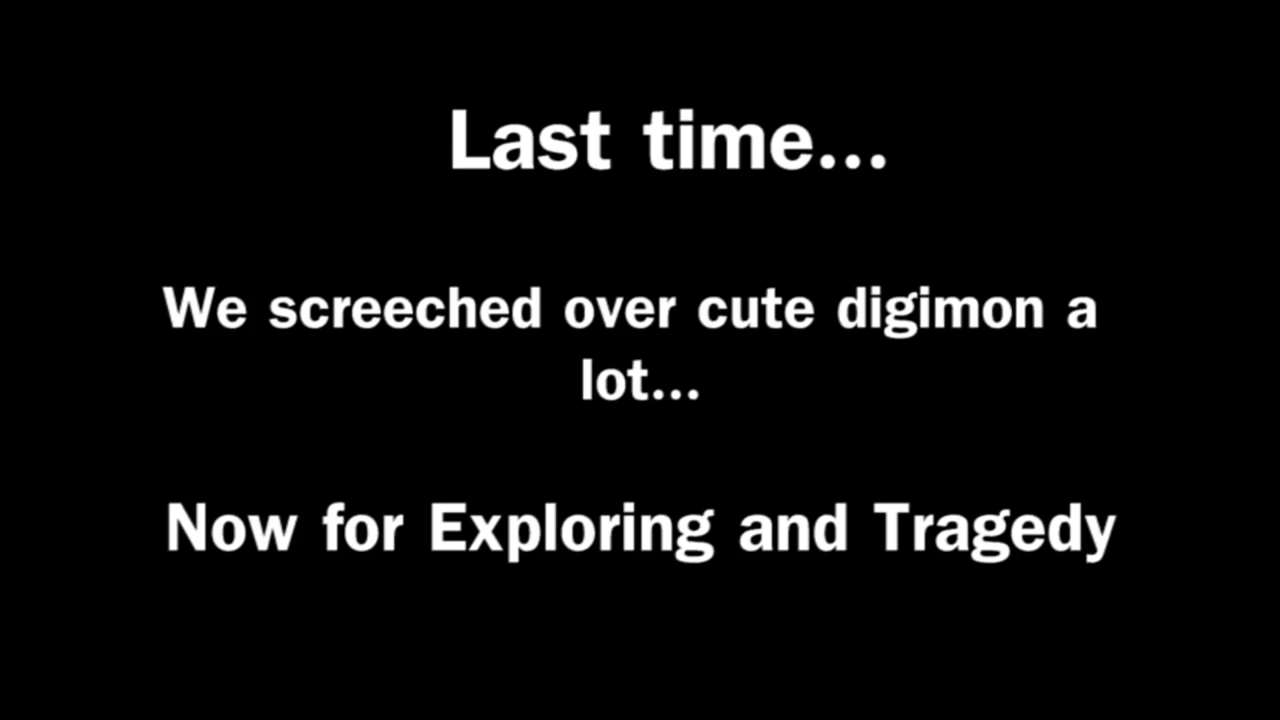 Last time...
We screeched over cute digimon a
lot...
Now for Exploring and Tragedy